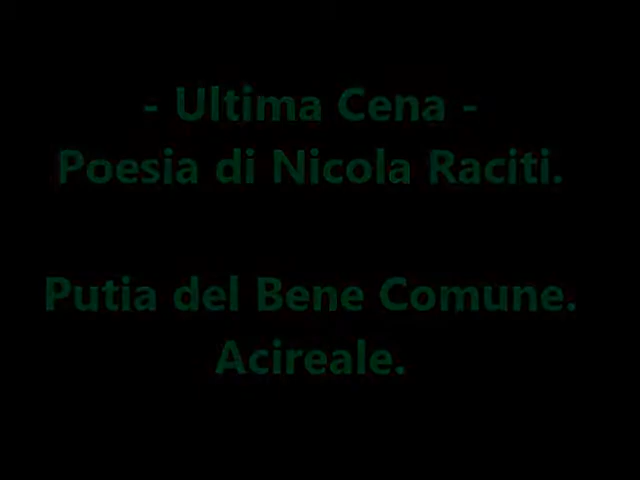 - Ultima Cena -
Poesia di Nicola Raciti.
Putia del Bene Comune.
Acireale.